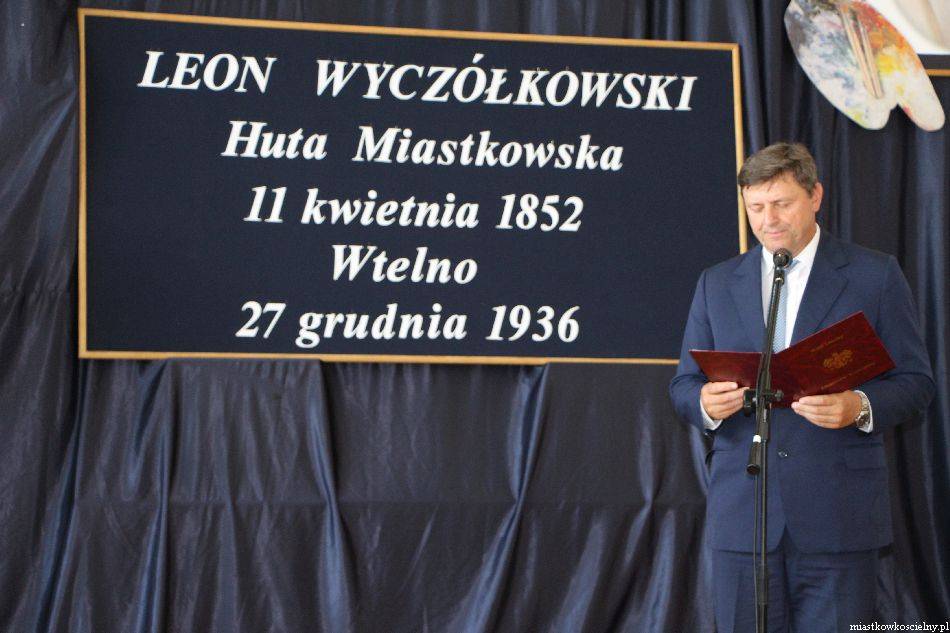 LEON WYCZÓŁKOWSKI
Huta Miastkowska
11 kwietnia 1852
Wtelno
27 grudnia 1936
miastkowkoscielny.pl